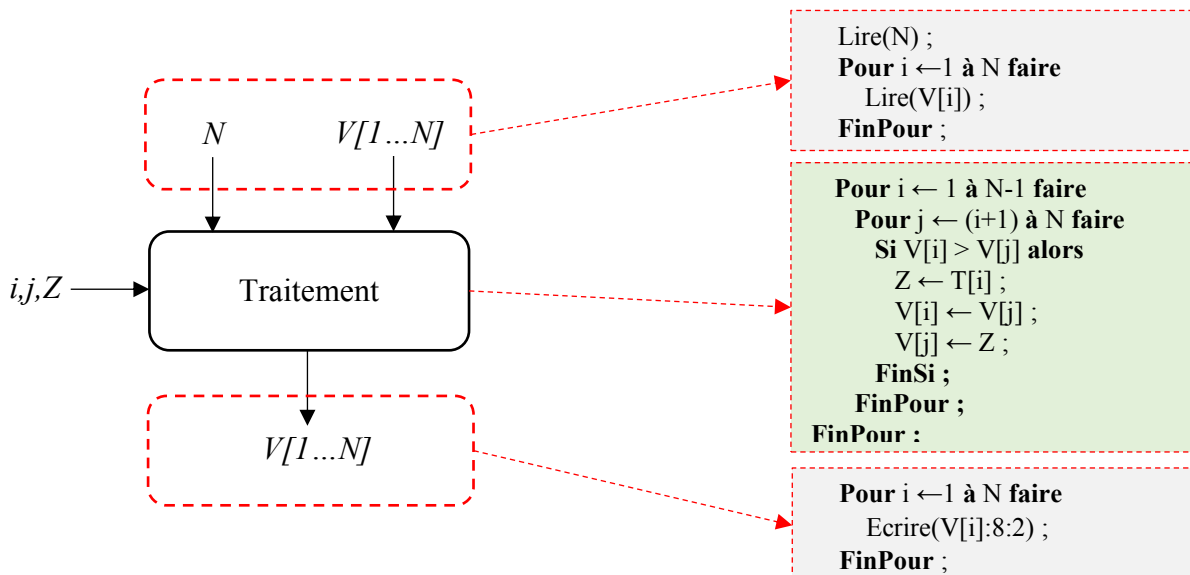 N V[1...N]
i,j,Z
Traitement
V[1...N]
Lire(N) ;
Pour i ←1 à N faire
Lire(V[i]) ;
FinPour ;
Pour i ← 1 à N-1 faire
Pour j ← (i+1) à N faire
Si V[i] > V[j] alors
Z ← T[i] ;
V[i] ← V[j] ;
V[j] ← Z ;
FinSi ;
FinPour ;
FinPour ;
Pour i ←1 à N faire
Ecrire(V[i]:8:2) ;
FinPour ;